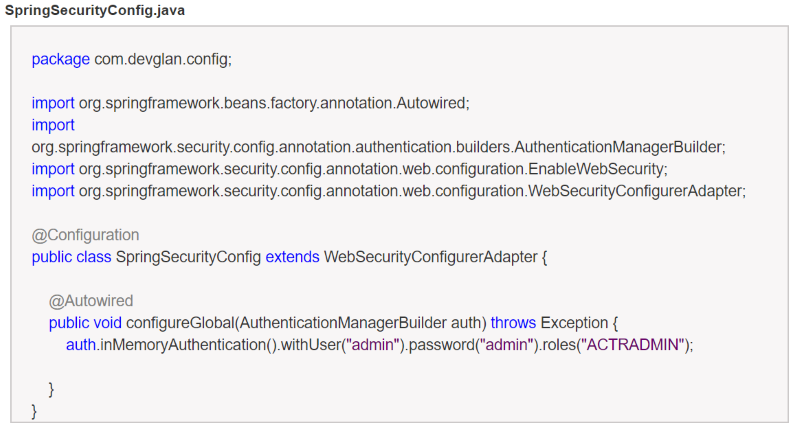 SpringSecurityConfig.java
package com.devglan.config;
import org.springframework.beans.factory.annotation.Autowired;
import
org.springframework.security.config.annotation.authentication.builders.AuthenticationManagerBuilder;
import org.springframework.security.config.annotation.web.configuration.EnableWebSecurity;
import org.springframework.security.config.annotation.web.configuration.WebSecurityConfigurerAdapter;
@Configuration
public class SpringSecurityConfig extends WebSecurityConfigurerAdapter {
@Autowired
public void configureGlobal(AuthenticationManagerBuilder auth) throws Exception {
auth.inMemoryAuthentication().withUser("admin").password("admin").roles("ACTRADMIN");
}
}